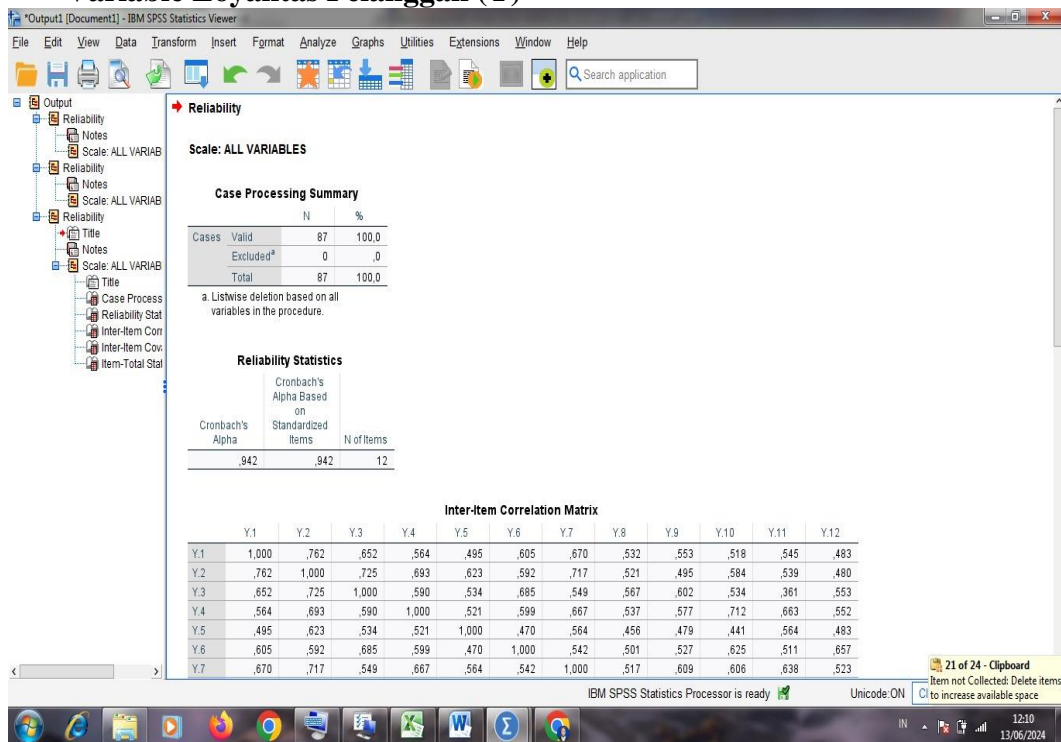 Variable Loyalitas Pelanggan (Y)
*Output1 [Document1] - IBM SPSS Statistics Viewer
File Edit View Data Transform Insert Format Analyze Graphs Utilities Extensions Window Help
Search application
Output
Reliability
Notes
Scale: ALL VARIAB
Reliability
Notes
Scale: ALL VARIAB
Reliability
Title
Notes
Scale: ALL VARIAB
Title
Case Process
Reliability Stat
Inter-Item Corr
Inter-Item Cov
Item-Total Stat
Reliability
Scale: ALL VARIABLES
Case Processing Summary
N %
Cases Valid 87 100,0
Excludedª 0 ,0
Total 87 100,0
a. Listwise deletion based on all
variables in the procedure.
Reliability Statistics
Cronbach's
Alpha
Cronbach's
Alpha Based
on
Standardized
Items
N of Items
,942 ,942 12
Inter-Item Correlation Matrix
Y.1 Y.2 Y.3 Y.4 Y.5 Y.6 Y.7 Y.8 Y.9 Y.10 Y.11 Y.12
Y.1 1,000 ,762 ,652 ,564 ,495 ,605 ,670 ,532 ,553 ,518 ,545 ,483
Y.2 ,762 1,000 ,725 ,693 ,623 ,592 ,717 ,521 ,495 ,584 ,539 ,480
Y.3 ,652 ,725 1,000 ,590 ,534 ,685 ,549 ,567 ,602 ,534 ,361 ,553
Y.4 ,564 ,693 ,590 1,000 ,521 ,599 ,667 ,537 ,577 ,712 ,663 ,552
Y.5 ,495 ,623 ,534 ,521 1,000 ,470 ,564 ,456 ,479 ,441 ,564 ,483
Y.6 ,605 ,592 ,685 ,599 ,470 1,000 ,542 ,501 ,527 ,625 ,511 ,657
Y.7 ,670 ,717 ,549 ,667 ,564 ,542 1,000 ,517 ,609 ,606 ,638 ,523
21 of 24 - Clipboard
Item not Collected: Delete items
to increase available space
IBM SPSS Statistics Processor is ready Unicode:ON
IN 12:10
13/06/2024